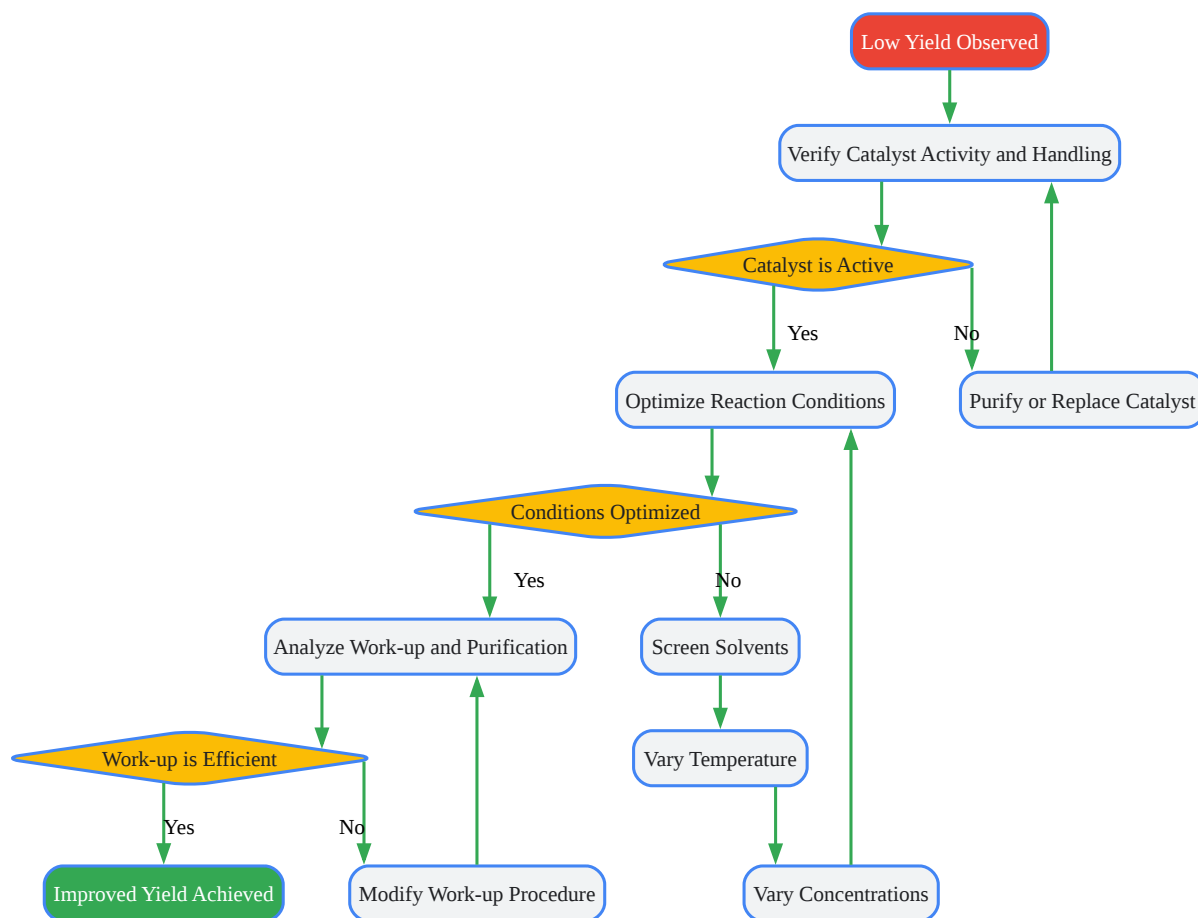 Low Yield Observed
Verify Catalyst Activity and Handling
Catalyst is Active
Yes
No
Optimize Reaction Conditions
Purify or Replace Catalyst
Conditions Optimized
Yes
No
Analyze Work-up and Purification
Screen Solvents
Work-up is Efficient
Vary Temperature
Yes
No
Improved Yield Achieved
Modify Work-up Procedure
Vary Concentrations